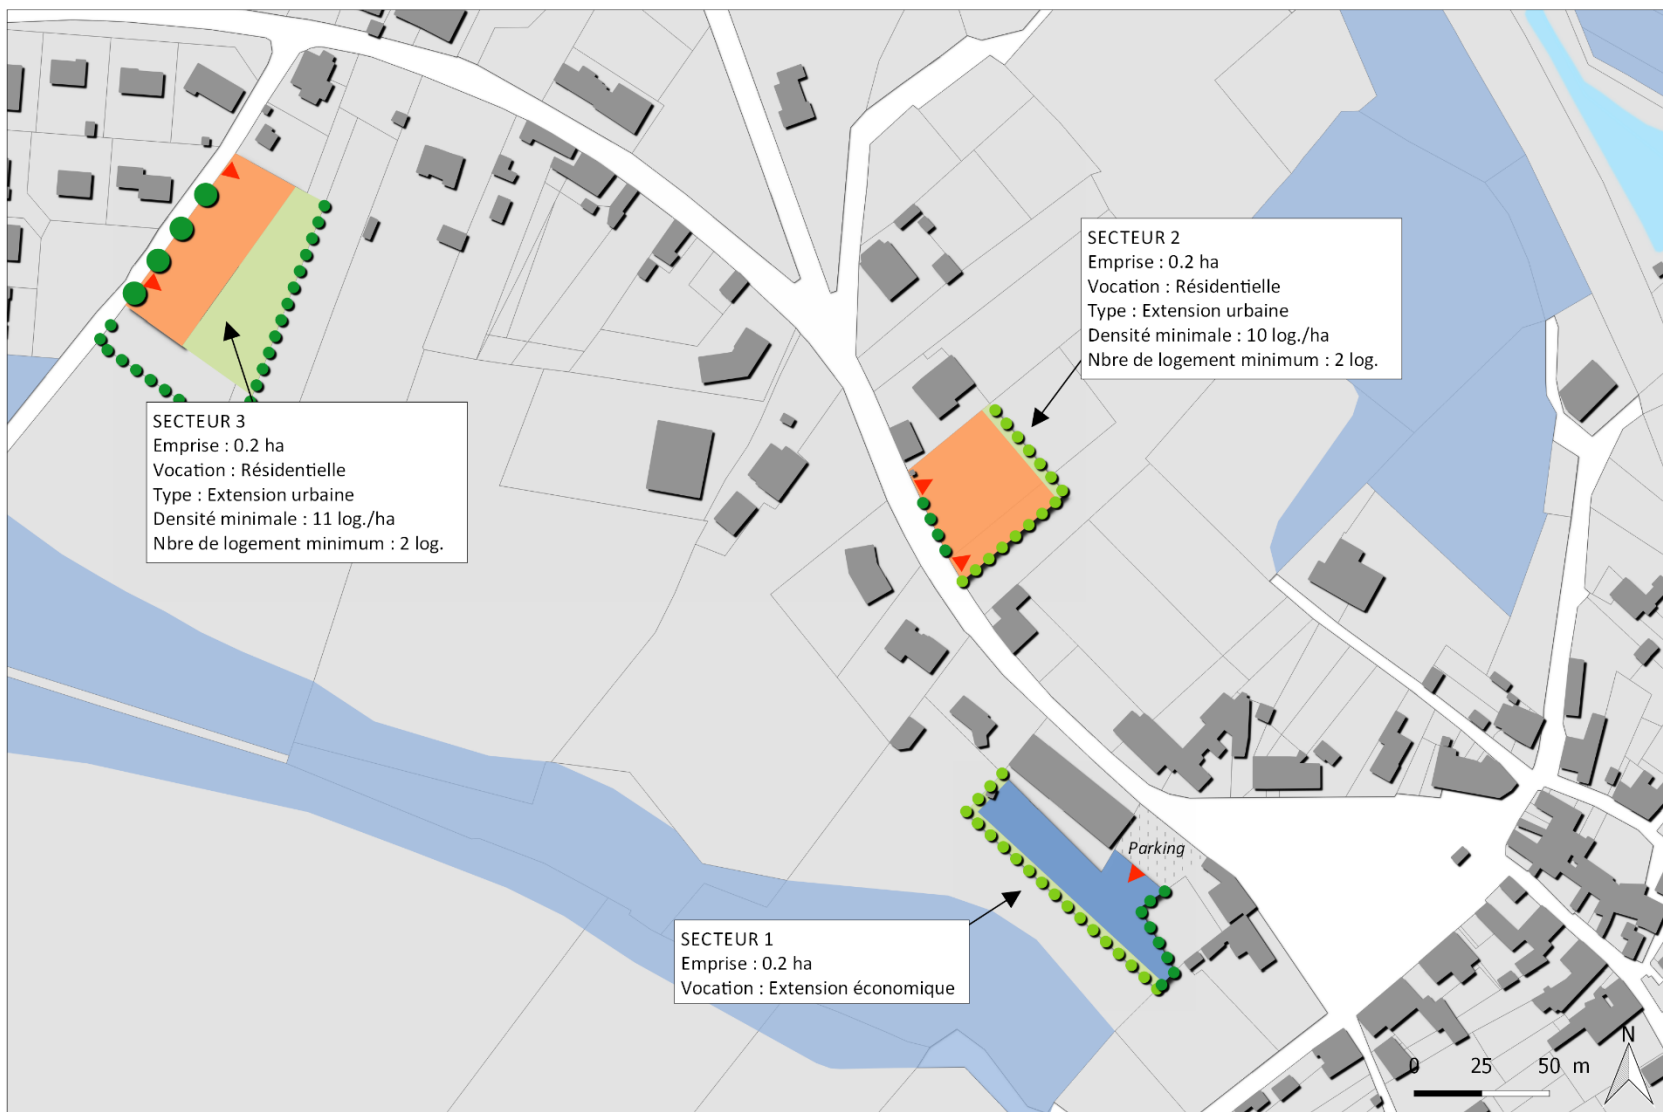 SECTEUR 2
Emprise : 0.2 ha
Vocation : Résidentielle
Type : Extension urbaine
Densité minimale : 10 log./ha
Nbre de logement minimum : 2 log.
SECTEUR 3
Emprise : 0.2 ha
Vocation : Résidentielle
Type : Extension urbaine
Densité minimale : 11 log./ha
Nbre de logement minimum : 2 log.
Parking
SECTEUR 1
Emprise : 0.2 ha
Vocation : Extension économique
N
0 25 50 m